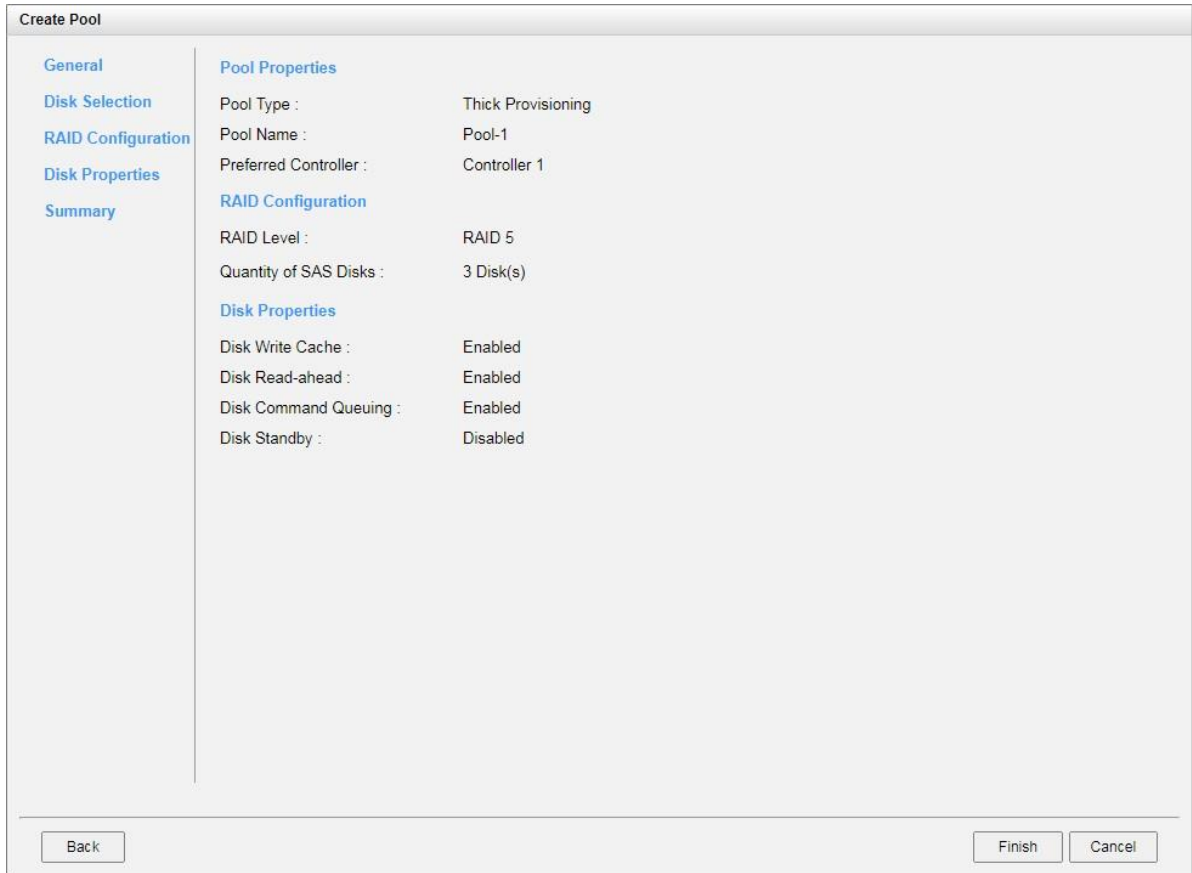 Create Pool
General
Disk Selection
RAID Configuration
Disk Properties
Summary
Pool Properties
Pool Type : Thick Provisioning
Pool Name : Pool-1
Preferred Controller : Controller 1
RAID Configuration
RAID Level : RAID 5
Quantity of SAS Disks : 3 Disk(s)
Disk Properties
Disk Write Cache : Enabled
Disk Read-ahead : Enabled
Disk Command Queuing : Enabled
Disk Standby : Disabled
Back Finish Cancel